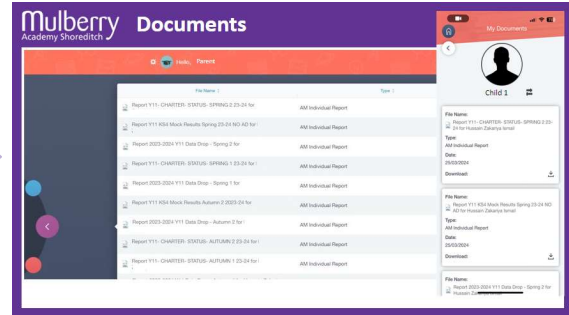 Mulberry
Academy Shoreditch
Documents
Hello, Parent
File Name
Type
Report Y11- CHARTER- STATUS- SPRING 2 23-24 for
AM Individual Report
Report Y11 KS4 Mock Results Spring 23-24 NO AD for
AM Individual Report
Report 2023-2024 Y11 Data Drop - Spring 2 for
AM Individual Report
Report Y11- CHARTER- STATUS- SPRING 1 23-24 for
AM Individual Report
Report 2023-2024 Y11 Data Drop - Spring 1 for
AM Individual Report
Report Y11 KS4 Mock Results Autumn 2 2023-24 for
AM Individual Report
Report 2023-2024 Y11 Data Drop - Autumn 2 for
AM Individual Report
Report Y11- CHARTER- STATUS- AUTUMN 2 23-24 for
AM Individual Report
Report Y11- CHARTER- STATUS- AUTUMN 1 23-24 for
AM Individual Report
My Documents
Child 1
File Name:
Report Y11- CHARTER- STATUS- SPRING 2 23-
24 for Hussain Zakariya Ismail
Type:
AM Individual Report
Date:
25/03/2024
Download:
File Name:
Report Y11 KS4 Mock Results Spring 23-24 NO
AD for Hussain Zakariya Ismail
Type:
AM Individual Report
Date:
25/03/2024
Download:
File Name:
Report 2023-2024 Y11 Data Drop - Spring 2 for
Hussain